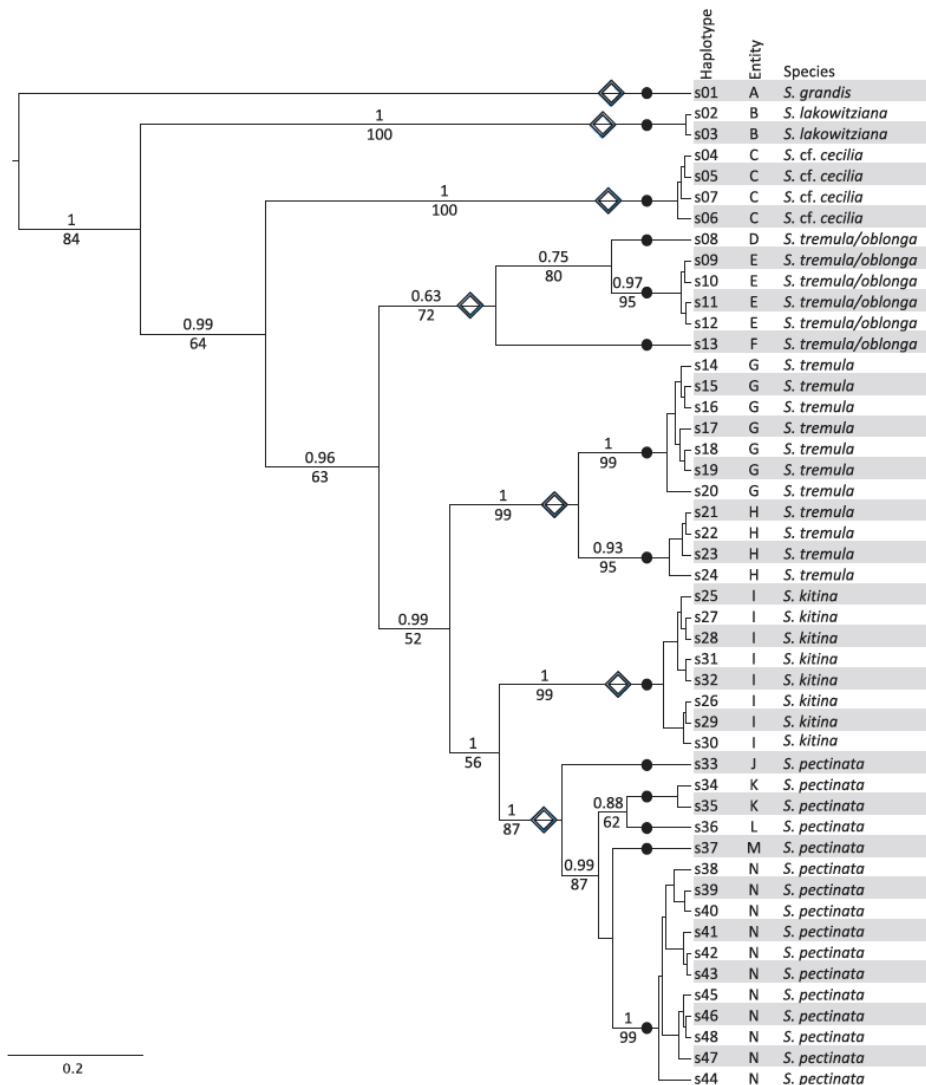 Haplotype Entity Species
s01 A S. grandis
1 s02 B S. lakowitziana
100 s03 B S. lakowitziana
s04 C S. cf. cecilia
s05 C S. cf. cecilia
1 s07 C S. cf. cecilia
100 s06 C S. cf. cecilia
1
84
s08 D S. tremula/oblonga
0.75 s09 E S. tremula/oblonga
80 0.97 s10 E S. tremula/oblonga
0.63 95 s11 E S. tremula/oblonga
72 s12 E S. tremula/oblonga
0.99 s13 F S. tremula/oblonga
64
s14 G S. tremula
s15 G S. tremula
s16 G S. tremula
s17 G S. tremula
1 s18 G S. tremula
99 s19 G S. tremula
0.96 s20 G S. tremula
63
1 s21 H S. tremula
99 s22 H S. tremula
0.93 s23 H S. tremula
95 s24 H S. tremula
s25 I S. kitina
0.99 s27 I S. kitina
52 s28 I S. kitina
s31 I S. kitina
1 s32 I S. kitina
99 s26 I S. kitina
s29 I S. kitina
1 s30 I S. kitina
56 s33 J S. pectinata
s34 K S. pectinata
0.88 s35 K S. pectinata
1 62 s36 L S. pectinata
87 s37 M S. pectinata
0.99 s38 N S. pectinata
87 s39 N S. pectinata
s40 N S. pectinata
s41 N S. pectinata
s42 N S. pectinata
s43 N S. pectinata
s45 N S. pectinata
s46 N S. pectinata
1 s48 N S. pectinata
99 s47 N S. pectinata
0.2 s44 N S. pectinata